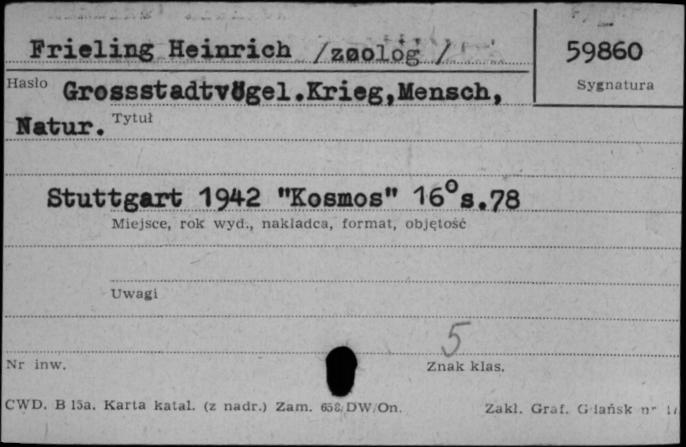 Frieling Heinrich /zoolog/
59860
Hasło
Sygnatura
Grossstadtvögel.Krieg,Mensch,
Natur.
Tytuł
Stuttgart 1942 "Kosmos" 16° s.78
Miejsce, rok wyd., nakładca, format, objętość
Uwagi
5
Nr inw.
Znak klas.
CWD. B 15a. Karta katal. (z nadr.) Zam. 658/DW/On.
Zakł. Graf. Gdańsk nr